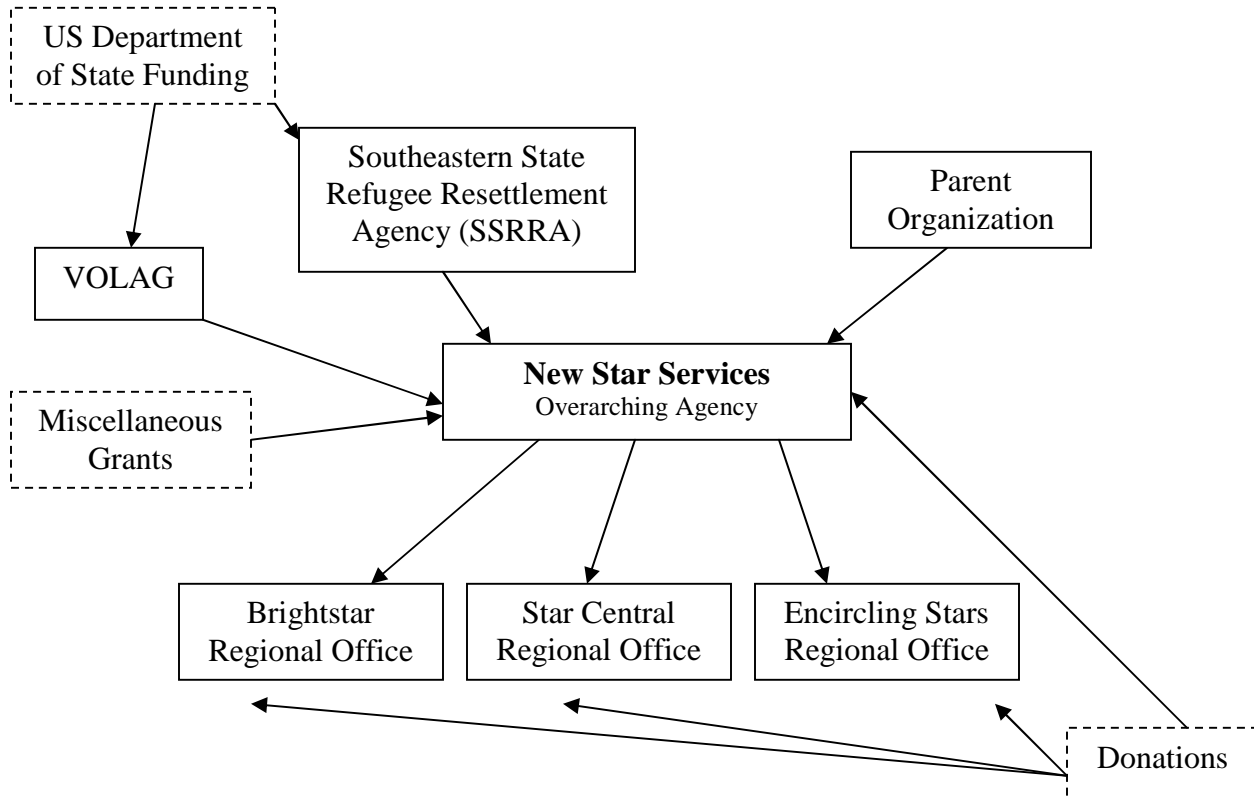 US Department
of State Funding
Southeastern State
Refugee Resettlement
Agency (SSRRA)
Parent
Organization
VOLAG
New Star Services
Overarching Agency
Miscellaneous
Grants
Brightstar
Regional Office
Star Central
Regional Office
Encircling Stars
Regional Office
Donations